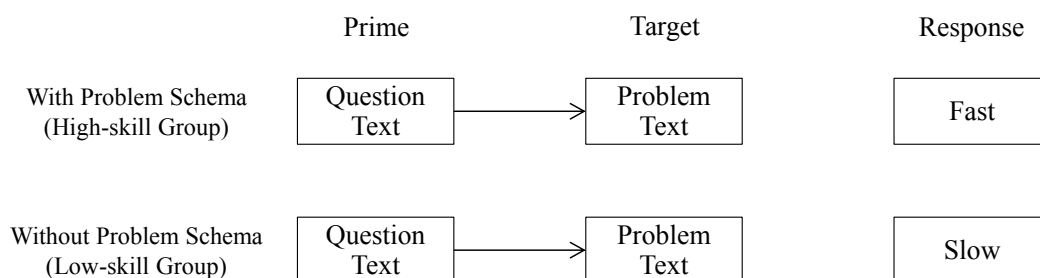 Prime Target Response
With Problem Schema
(High-skill Group)
Question
Text
Problem
Text
Fast
Without Problem Schema
(Low-skill Group)
Question
Text
Problem
Text
Slow